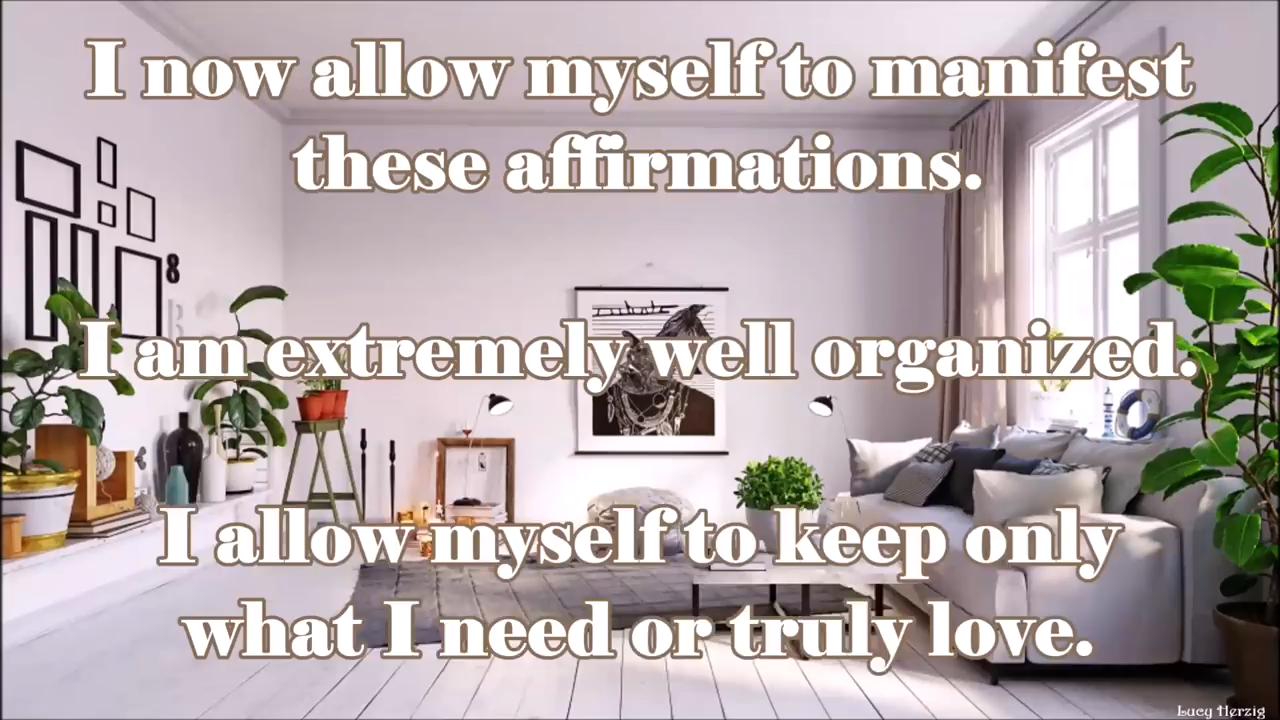 I now allow myself to manifest
these affirmations.
8
I am extremely well organized.
I allow myself to keep only
what I need or truly love.
Lucy Herzig